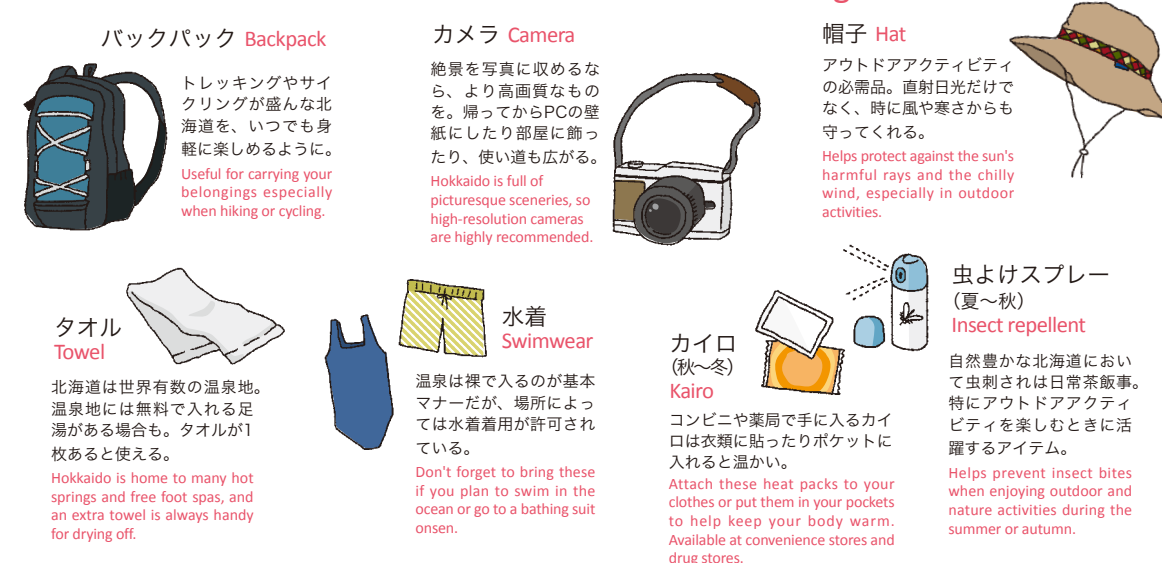 バックパック Backpack
トレッキングやサイ
クリングが盛んな北
海道を、いつでも身
軽に楽しめるように。
Useful for carrying your
belongings especially
when hiking or cycling.
カメラ Camera
絶景を写真に収めるな
ら、より高画質なもの
を。帰ってからPCの壁
紙にしたり部屋に飾っ
たり、使い道も広がる。
Hokkaido is full of
picturesque sceneries, so
high-resolution cameras
are highly recommended.
帽子 Hat
アウトドアアクティビティ
の必需品。直射日光だけで
なく、時に風や寒さからも
守ってくれる。
Helps protect against the sun's
harmful rays and the chilly
wind, especially in outdoor
activities.
タオル
Towel
北海道は世界有数の温泉地。
温泉地には無料で入れる足
湯がある場合も。タオルが1
枚あると使える。
Hokkaido is home to many hot
springs and free foot spas, and
an extra towel is always handy
for drying off.
水着
Swimwear
温泉は裸で入るのが基本
マナーだが、場所によっ
ては水着着用が許可され
ている。
Don't forget to bring these
if you plan to swim in the
ocean or go to a bathing suit
onsen.
カイロ
(秋〜冬)
Kairo
コンビニや薬局で手に入るカイ
ロは衣類に貼ったりポケットに
入れると温かい。
Attach these heat packs to your
clothes or put them in your pockets
to help keep your body warm.
Available at convenience stores and
drug stores.
虫よけスプレー
(夏〜秋)
Insect repellent
自然豊かな北海道におい
て虫刺されは日常茶飯事。
特にアウトドアアクティ
ビティを楽しむときに活
躍するアイテム。
Helps prevent insect bites
when enjoying outdoor and
nature activities during the
summer or autumn.